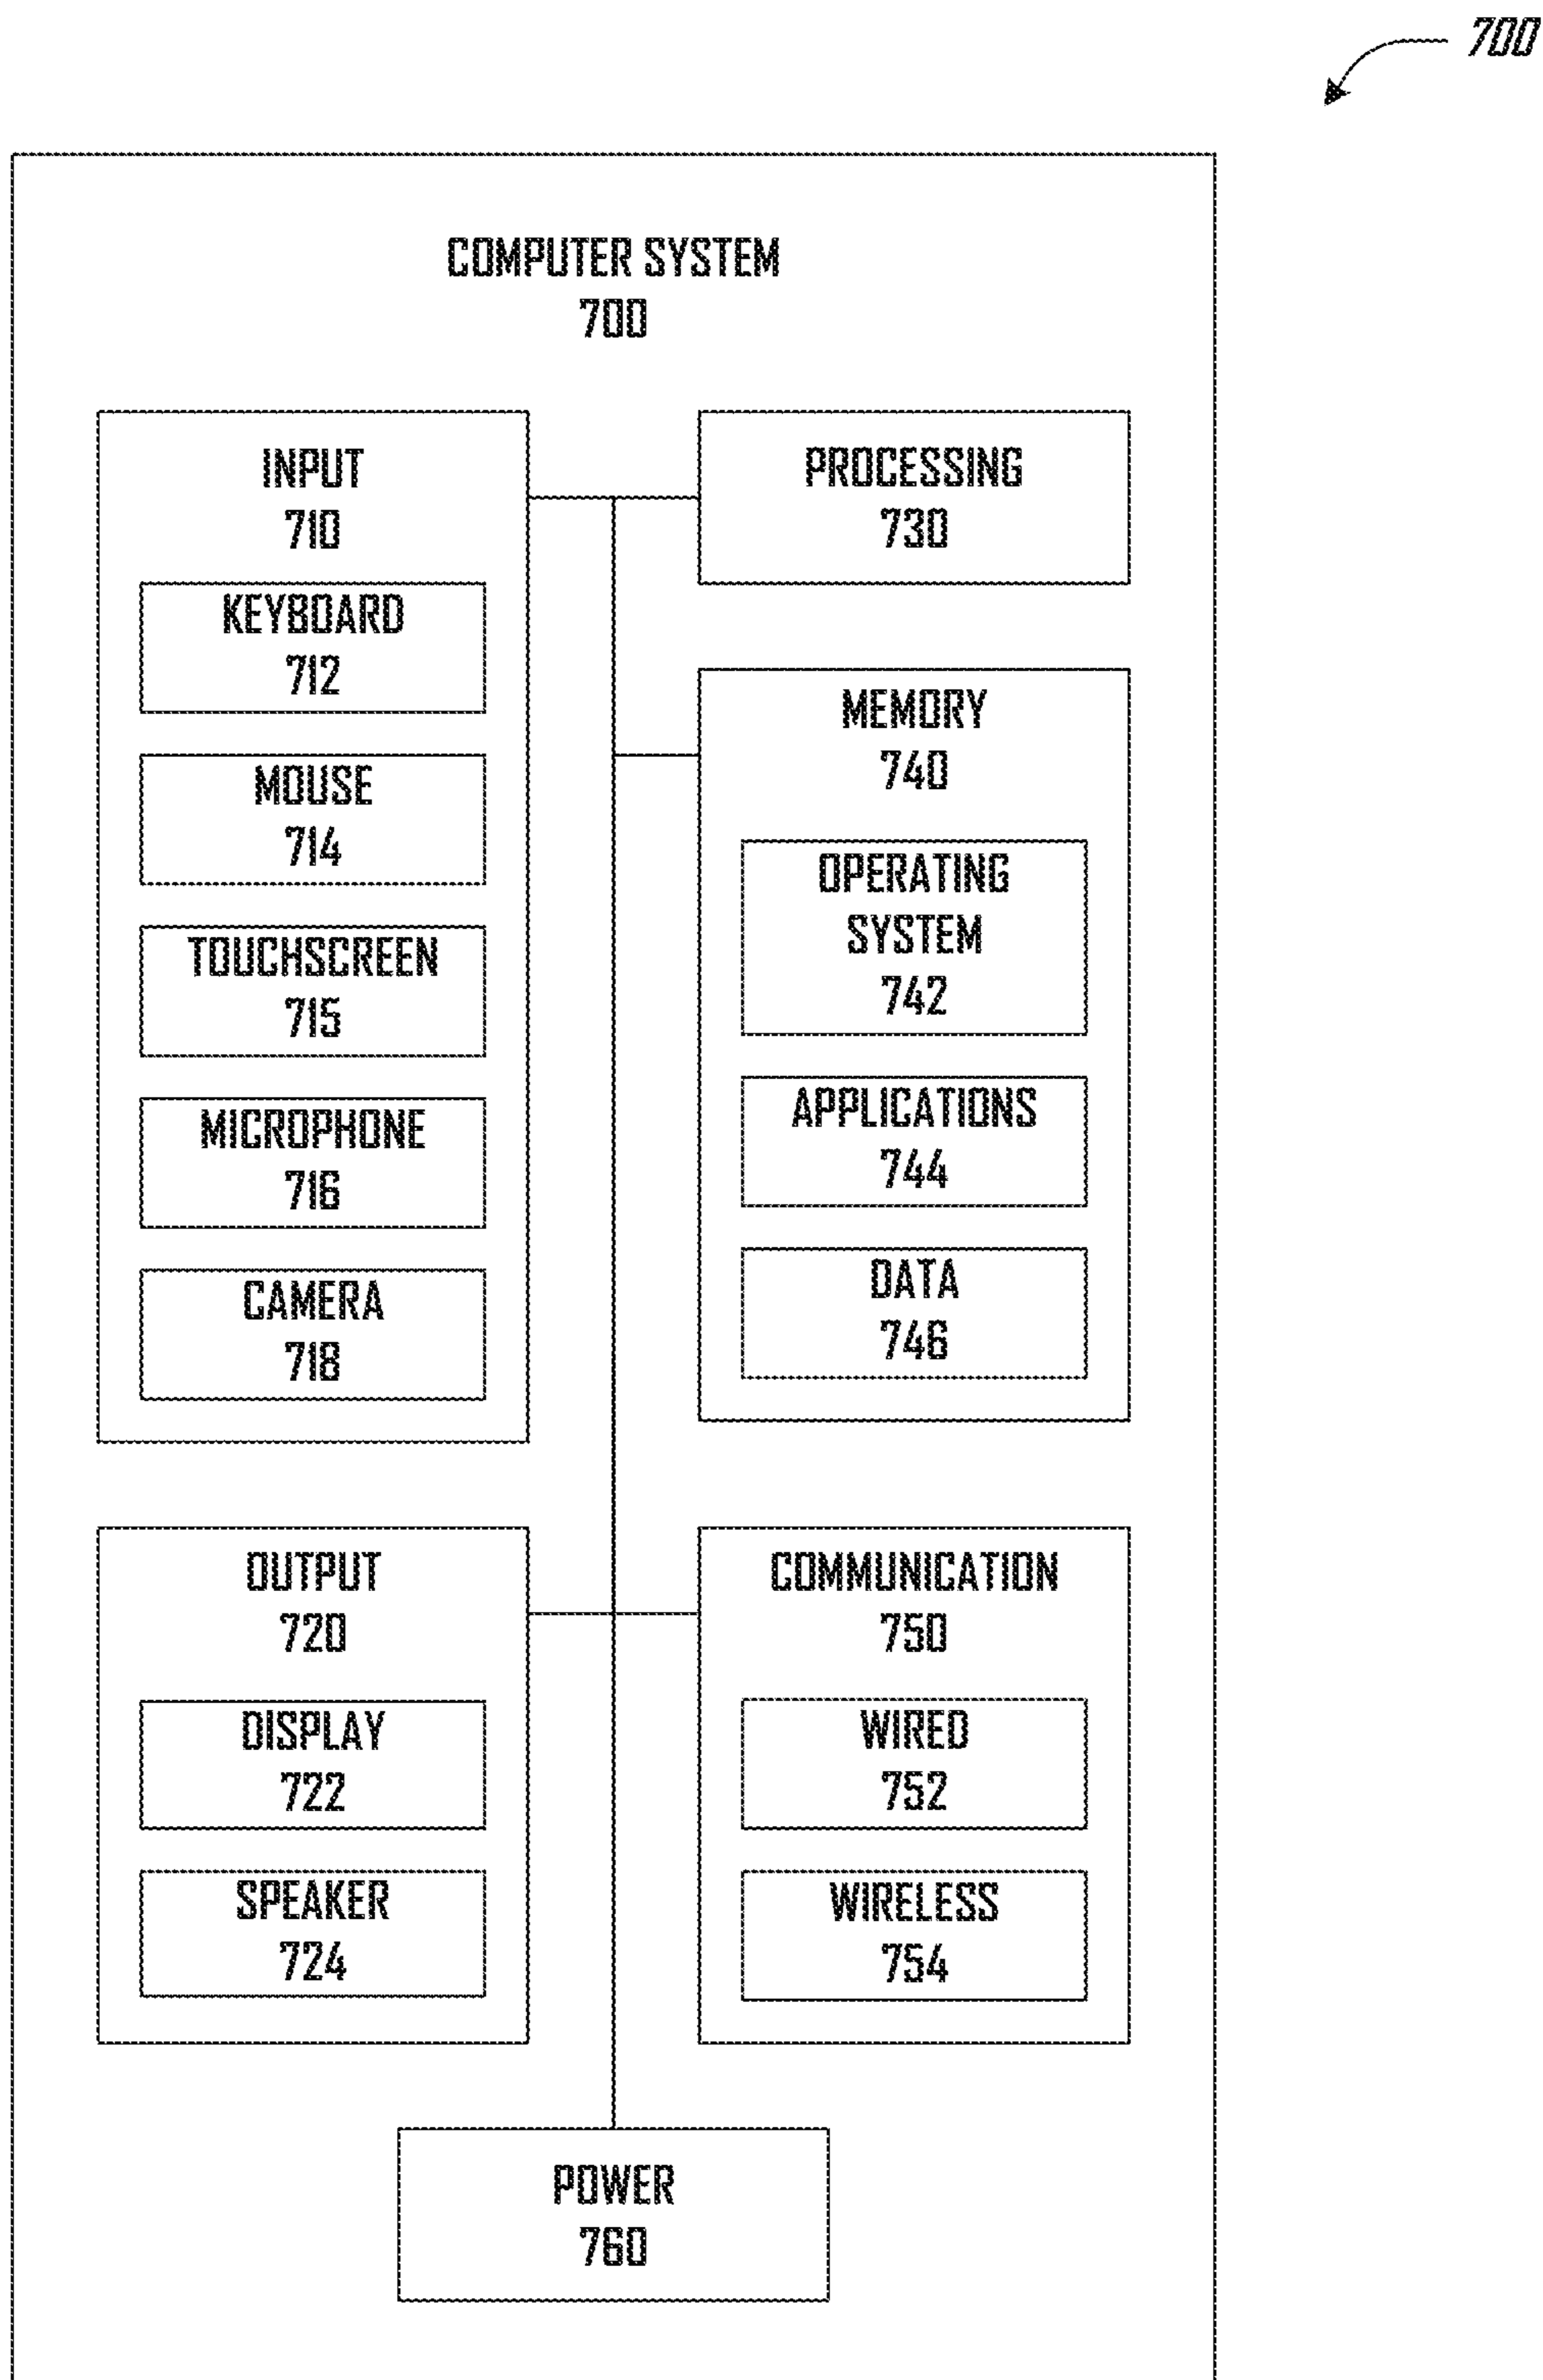 700
COMPUTER SYSTEM
700
INPUT
710
KEYBOARD
712
MOUSE
714
TOUCHSCREEN
715
MICROPHONE
716
CAMERA
718
PROCESSING
730
MEMORY
740
OPERATING
SYSTEM
742
APPLICATIONS
744
DATA
746
OUTPUT
720
DISPLAY
722
SPEAKER
724
COMMUNICATION
750
WIRED
752
WIRELESS
754
POWER
760